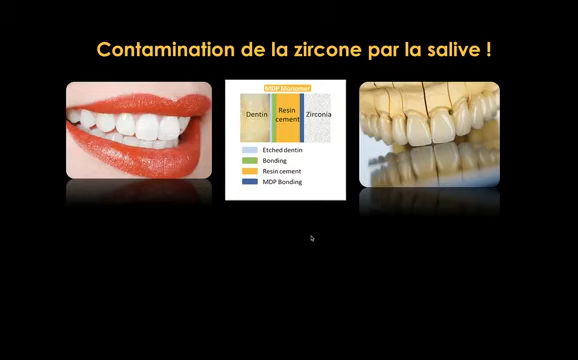 Contamination de la zircone par la salive !
MDP Monomer
Dentin
Resin
cement
Zirconia
Etched dentin
Bonding
Resin cement
MDP Bonding